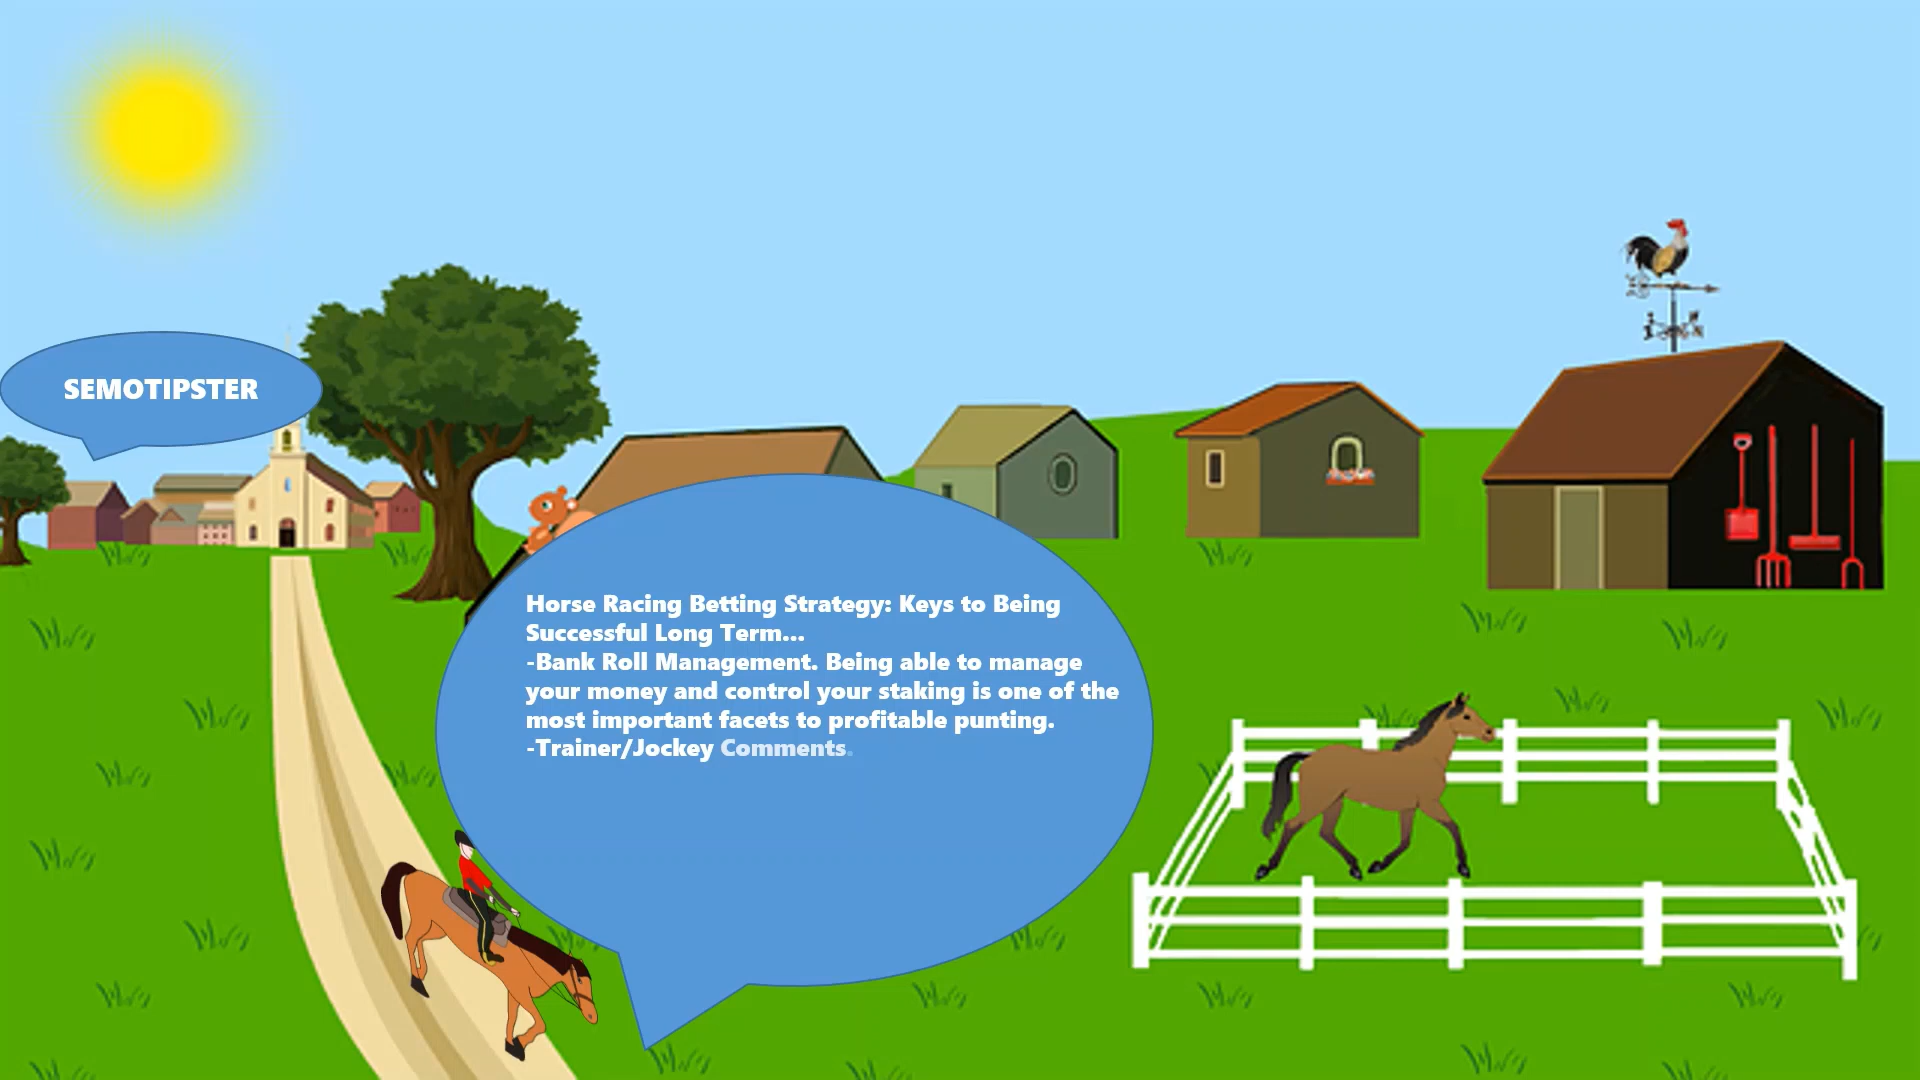 SEMOTIPSTER
Horse Racing Betting Strategy: Keys to Being
Successful Long Term...
-Bank Roll Management. Being able to manage
your money and control your staking is one of the
most important facets to profitable punting.
-Trainer/Jockey Comments.